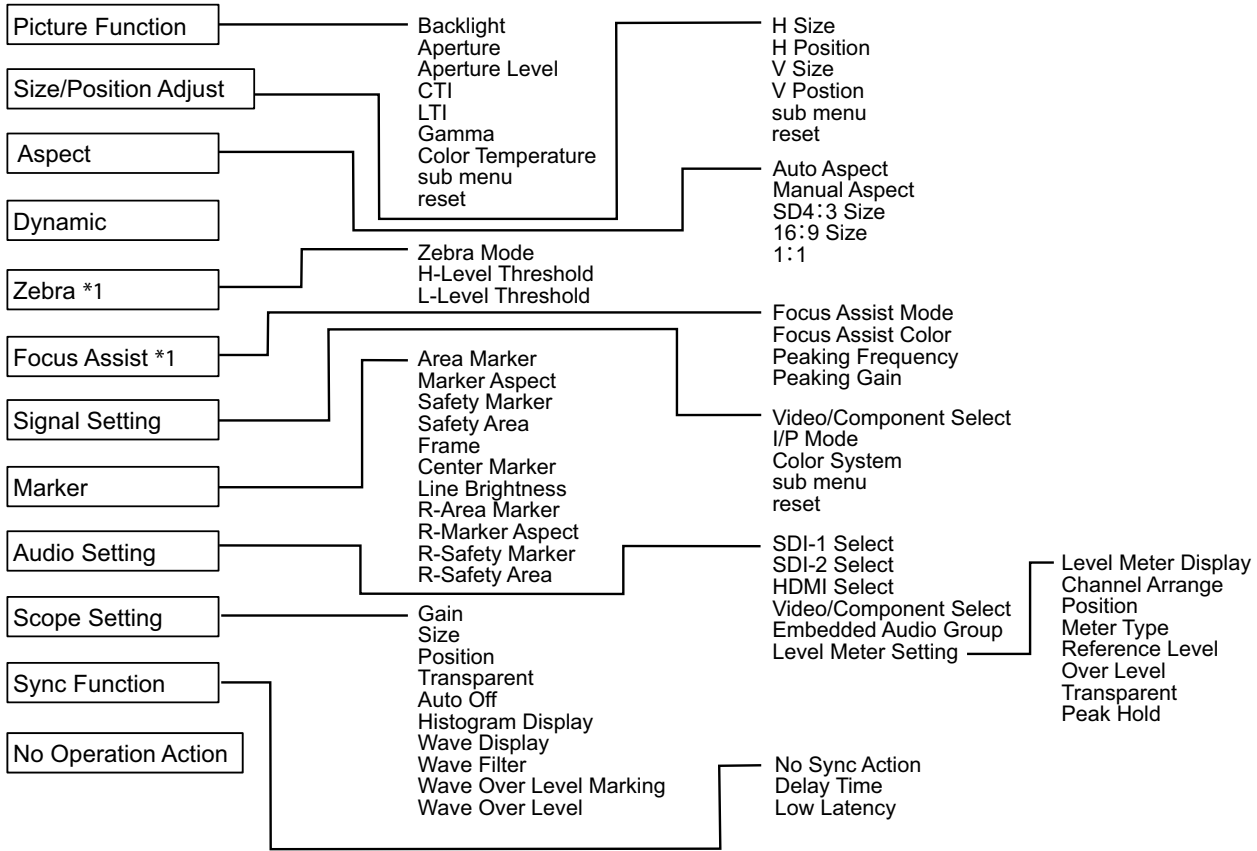 Picture Function
Size/Position Adjust
Aspect
Dynamic
Zebra *1
Focus Assist *1
Signal Setting
Marker
Audio Setting
Scope Setting
Sync Function
No Operation Action
Backlight
Aperture
Aperture Level
CTI
LTI
Gamma
Color Temperature
sub menu
reset
Zebra Mode
H-Level Threshold
L-Level Threshold
Area Marker
Marker Aspect
Safety Marker
Safety Area
Frame
Center Marker
Line Brightness
R-Area Marker
R-Marker Aspect
R-Safety Marker
R-Safety Area
Gain
Size
Position
Transparent
Auto Off
Histogram Display
Wave Display
Wave Filter
Wave Over Level Marking
Wave Over Level
H Size
H Position
V Size
V Postion
sub menu
reset
Auto Aspect
Manual Aspect
SD4:3 Size
16:9 Size
1:1
Focus Assist Mode
Focus Assist Color
Peaking Frequency
Peaking Gain
Video/Component Select
I/P Mode
Color System
sub menu
reset
SDI-1 Select
SDI-2 Select
HDMI Select
Video/Component Select
Embedded Audio Group
Level Meter Setting
No Sync Action
Delay Time
Low Latency
Level Meter Display
Channel Arrange
Position
Meter Type
Reference Level
Over Level
Transparent
Peak Hold